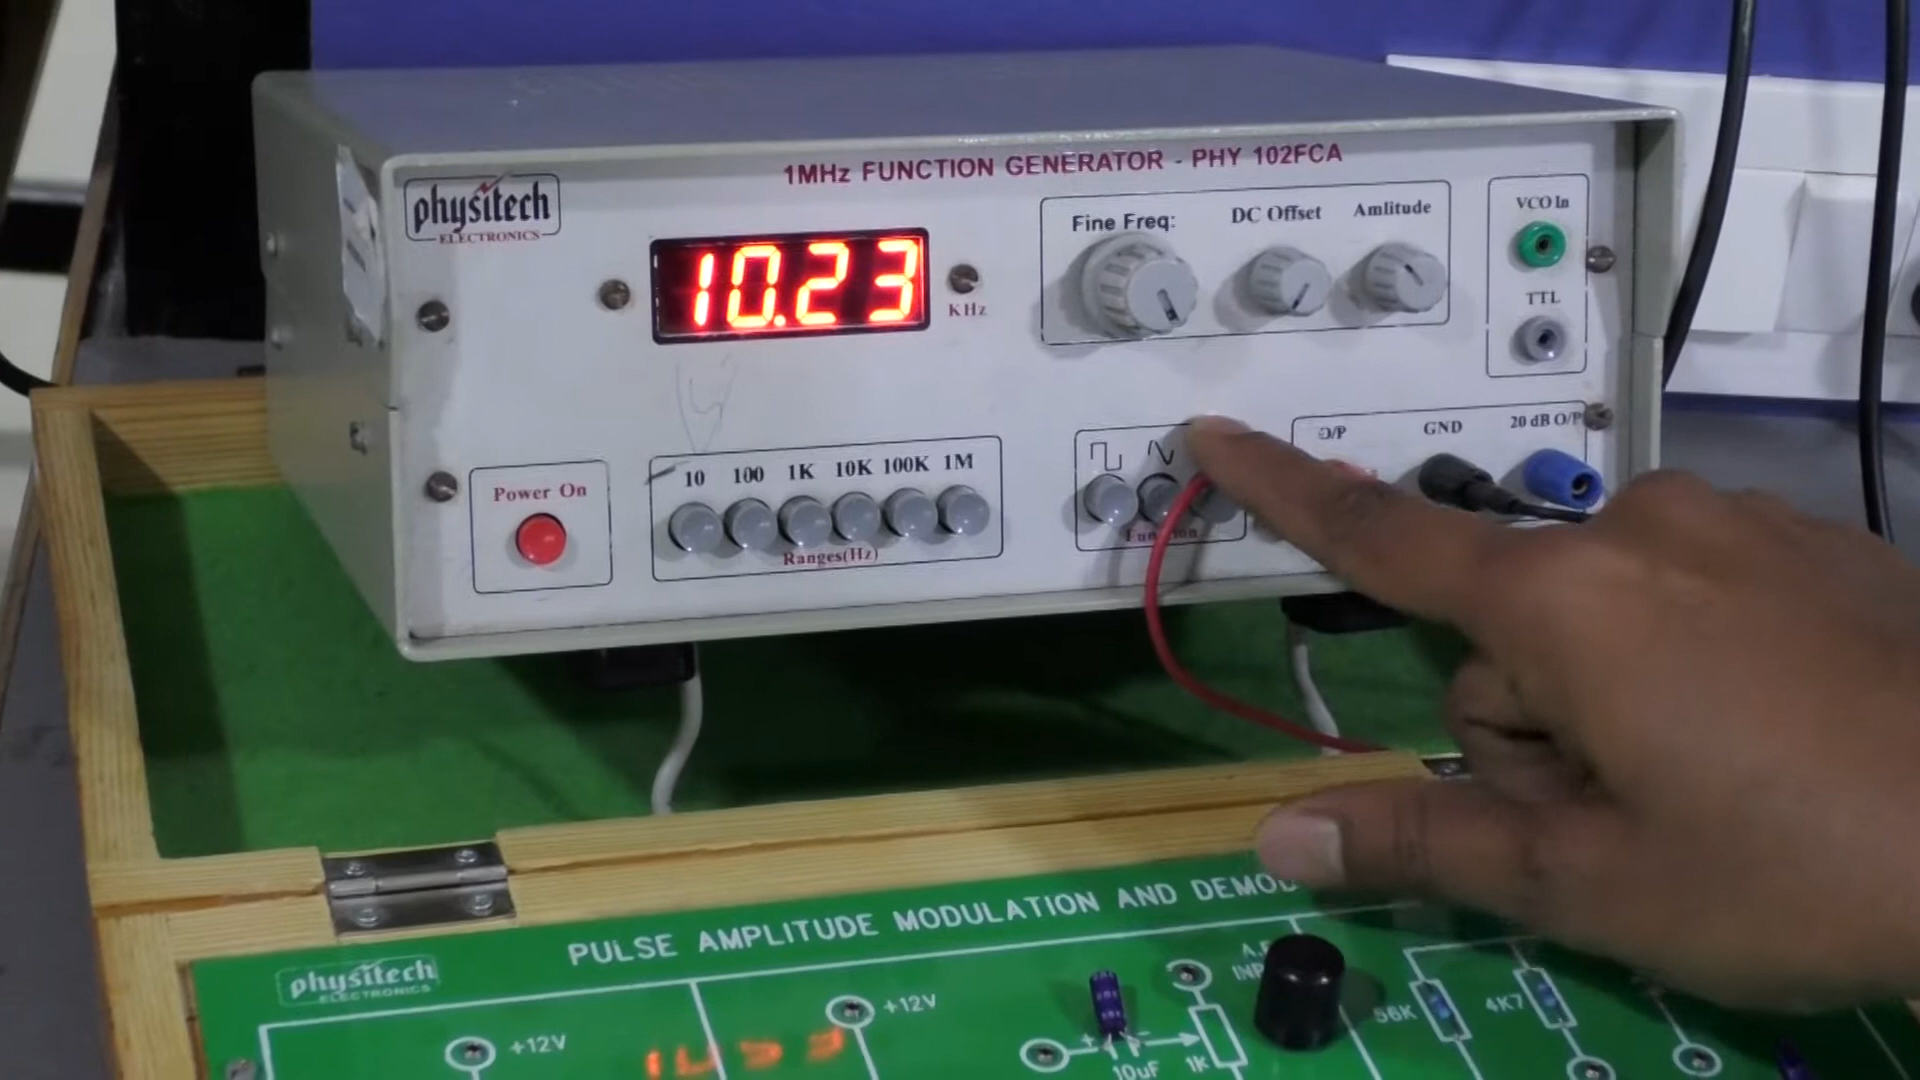 1MHz FUNCTION GENERATOR - PHY 102FCA
physitech
ELECTRONICS
10.23
KHz
Fine Freq:
DC Offset
Amlitude
VCO In
TTL
Power On
10 100 1K 10K 100K 1M
Ranges(Hz)
O/P
GND
20 dB O/P
PULSE AMPLITUDE MODULATION AND
physitech
ELECTRONICS
+12V
+12V
10uF
1K
56K
4K7